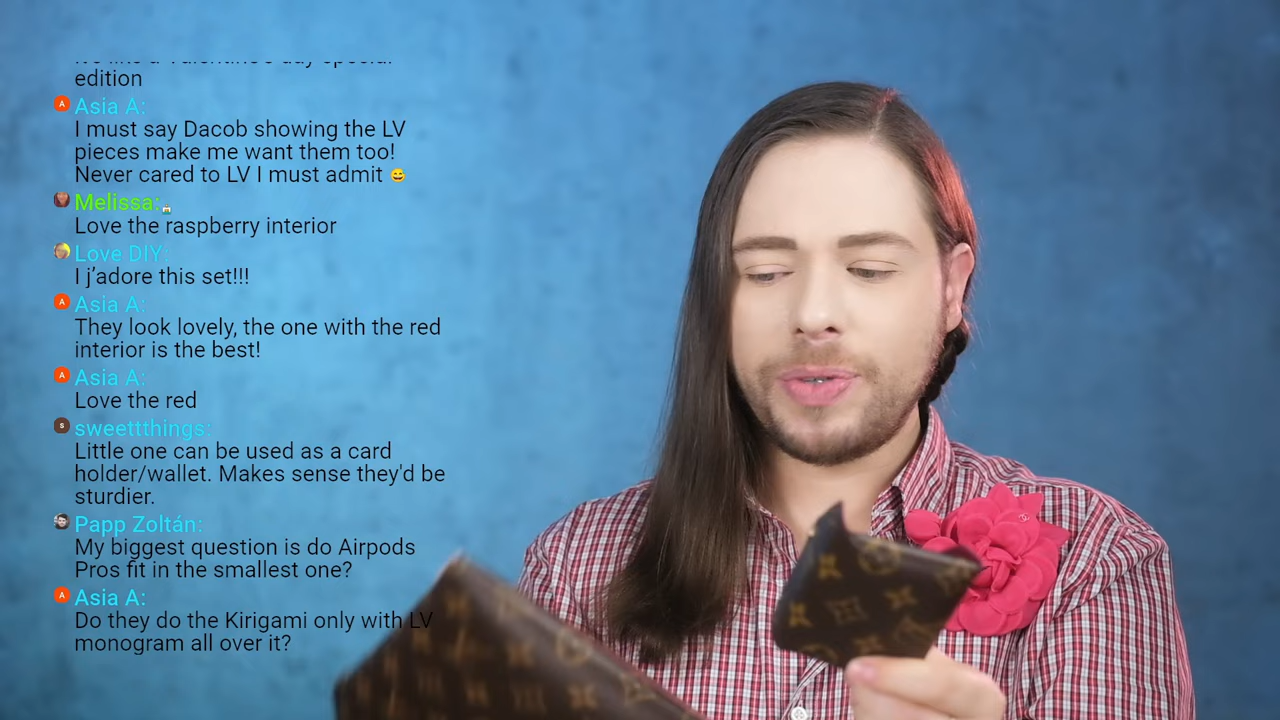 edition
Asia A:
I must say Dacob showing the LV
pieces make me want them too!
Never cared to LV I must admit 😅
Melissa:
Love the raspberry interior
Love DIY:
I j’adore this set!!!
Asia A:
They look lovely, the one with the red
interior is the best!
Asia A:
Love the red
sweettthings:
Little one can be used as a card
holder/wallet. Makes sense they'd be
sturdier.
Papp Zoltán:
My biggest question is do Airpods
Pros fit in the smallest one?
Asia A:
Do they do the Kirigami only with LV
monogram all over it?